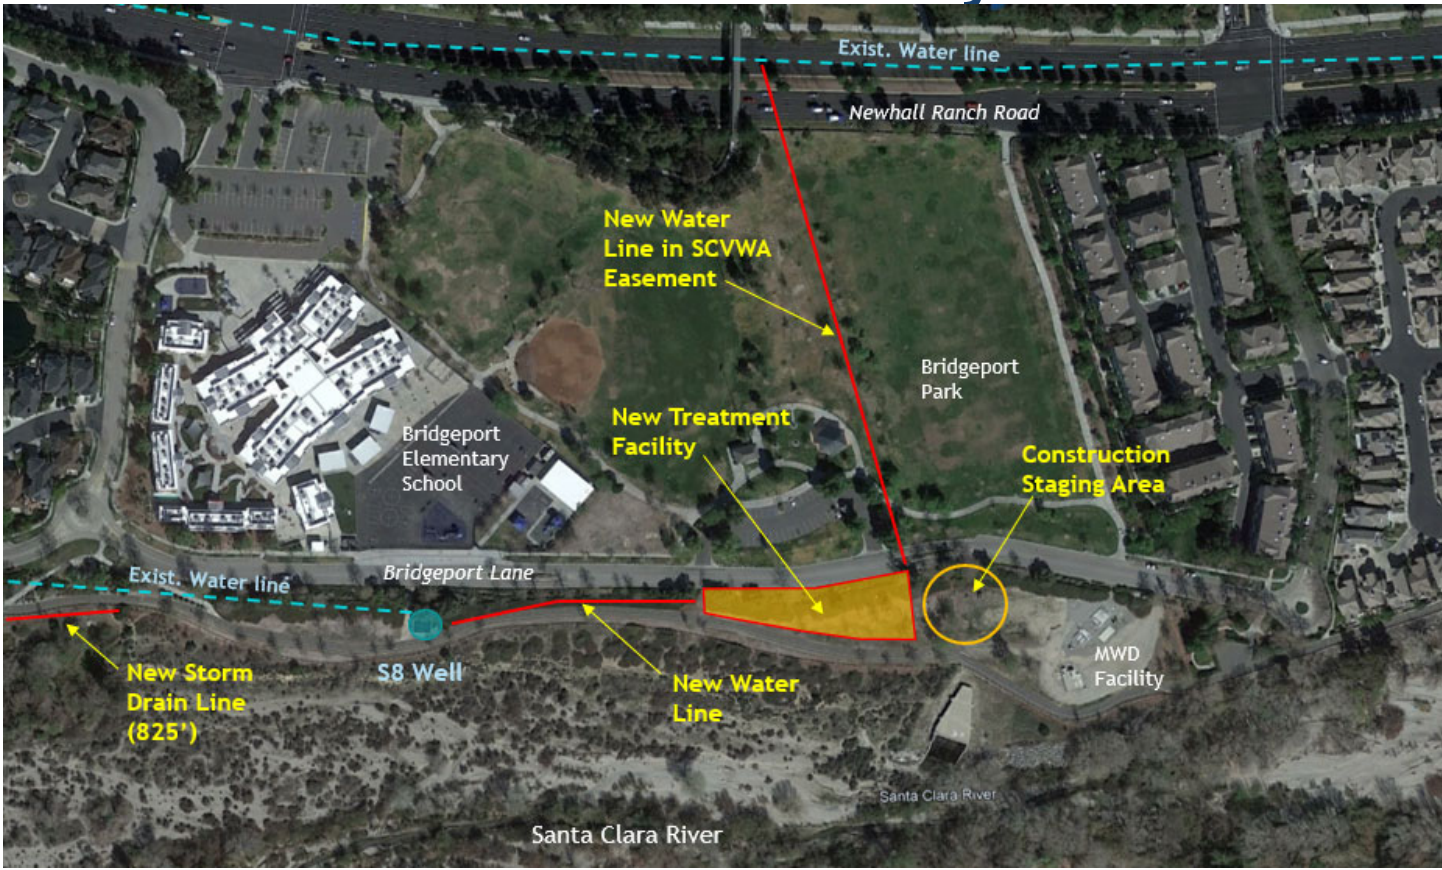 Exist. Water line
Newhall Ranch Road
New Water
Line in SCVWA
Easement
Bridgeport
Park
New Treatment
Facility
Bridgeport
Elementary
School
Construction
Staging Area
Exist. Water line
Bridgeport Lane
S8 Well
New Storm
Drain Line
(825’)
New Water
Line
MWD
Facility
Santa Clara River
Santa Clara River